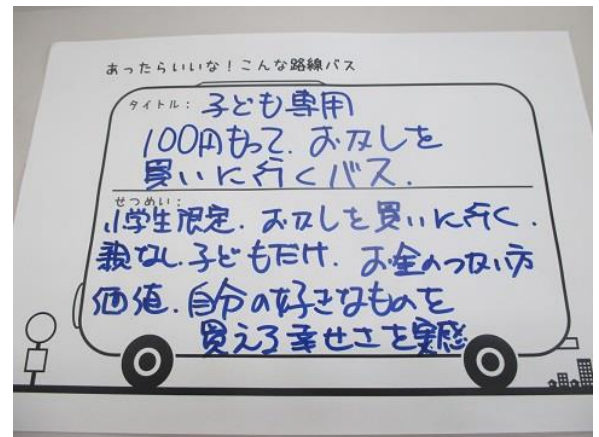 あったらいいな！こんな路線バス
タイトル：子ども専用
100円もって．おかしを
買いに行くバス．
せつめい：
小学生限定．おかしを買いに行く．
親なし．子どもだけ．お金のつかい方
価値．自分の好きなものを
買える幸せさを実感